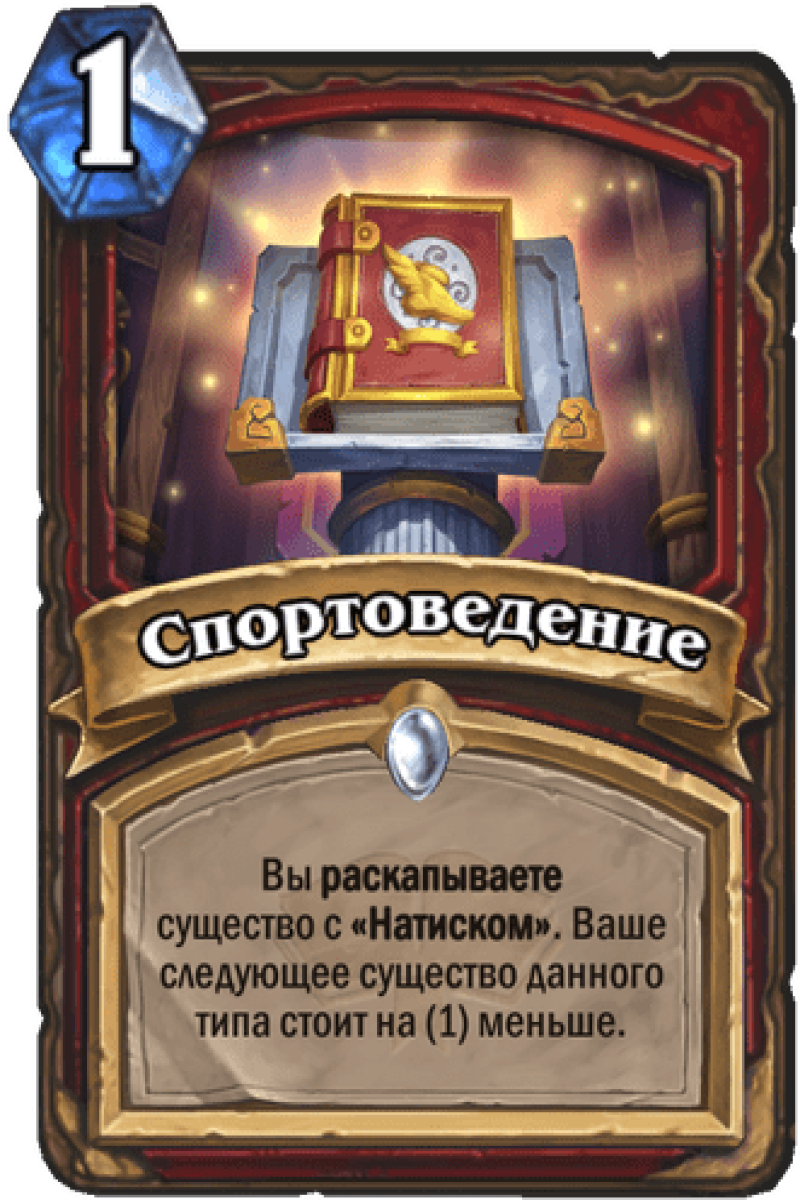 1
Спортоведение
Вы раскапываете
существо с «Натиском». Ваше
следующее существо данного
типа стоит на (1) меньше.